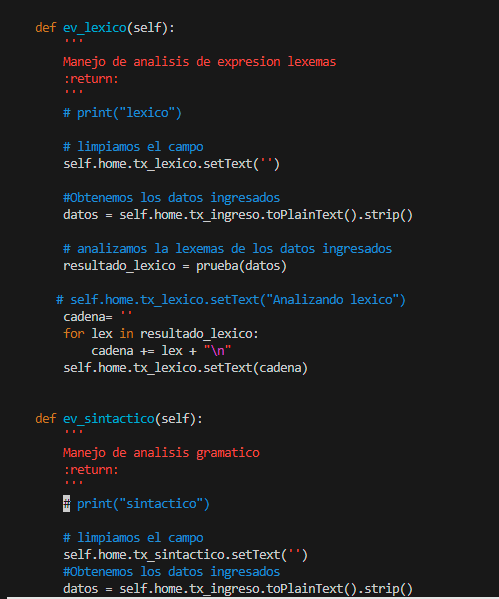 def ev_lexico(self):
'''
Manejo de analisis de expresion lexemas
:return:
'''
# print("lexico")
# limpiamos el campo
self.home.tx_lexico.setText('')
#Obtenemos los datos ingresados
datos = self.home.tx_ingreso.toPlainText().strip()
# analizamos la lexemas de los datos ingresados
resultado_lexico = prueba(datos)
# self.home.tx_lexico.setText("Analizando lexico")
cadena= ''
for lex in resultado_lexico:
cadena += lex + "\n"
self.home.tx_lexico.setText(cadena)
def ev_sintactico(self):
'''
Manejo de analisis gramatico
:return:
'''
# print("sintactico")
# limpiamos el campo
self.home.tx_sintactico.setText('')
#Obtenemos los datos ingresados
datos = self.home.tx_ingreso.toPlainText().strip()